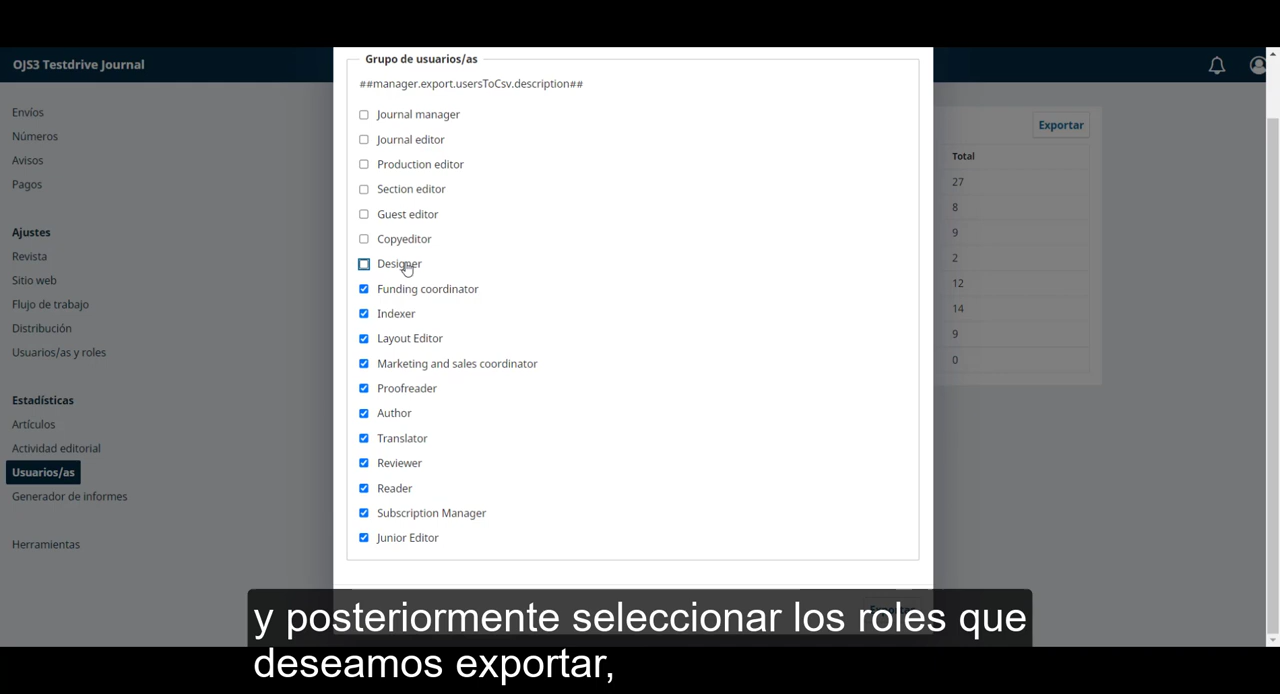 OJS3 Testdrive Journal
Envíos
Números
Avisos
Pagos
Ajustes
Revista
Sitio web
Flujo de trabajo
Distribución
Usuarios/as y roles
Estadísticas
Artículos
Actividad editorial
Usuarios/as
Generador de informes
Herramientas
Grupo de usuarios/as
##manager.export.usersToCsv.description##
Journal manager
Journal editor
Production editor
Section editor
Guest editor
Copyeditor
Designer
Funding coordinator
Indexer
Layout Editor
Marketing and sales coordinator
Proofreader
Author
Translator
Reviewer
Reader
Subscription Manager
Junior Editor
Exportar
Total
27
8
9
2
12
14
9
0
y posteriormente seleccionar los roles que
deseamos exportar,